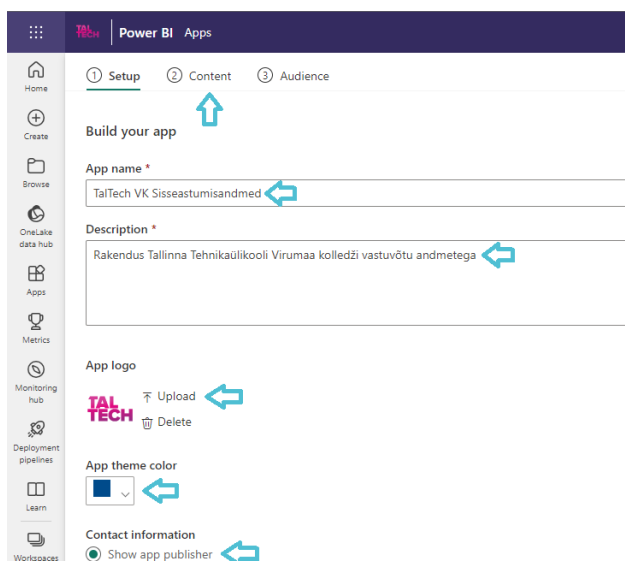 TAL
TECH
Power BI Apps
Home
Create
Browse
OneLake
data hub
Apps
Metrics
Monitoring
hub
Deployment
pipelines
Learn
Workspaces
1 Setup
2 Content
3 Audience
Build your app
App name *
TalTech VK Sisseastumisandmed
Description *
Rakendus Tallinna Tehnikaülikooli Virumaa kolledži vastuvõtu andmetega
App logo
TAL
TECH
Upload
Delete
App theme color
Contact information
Show app publisher